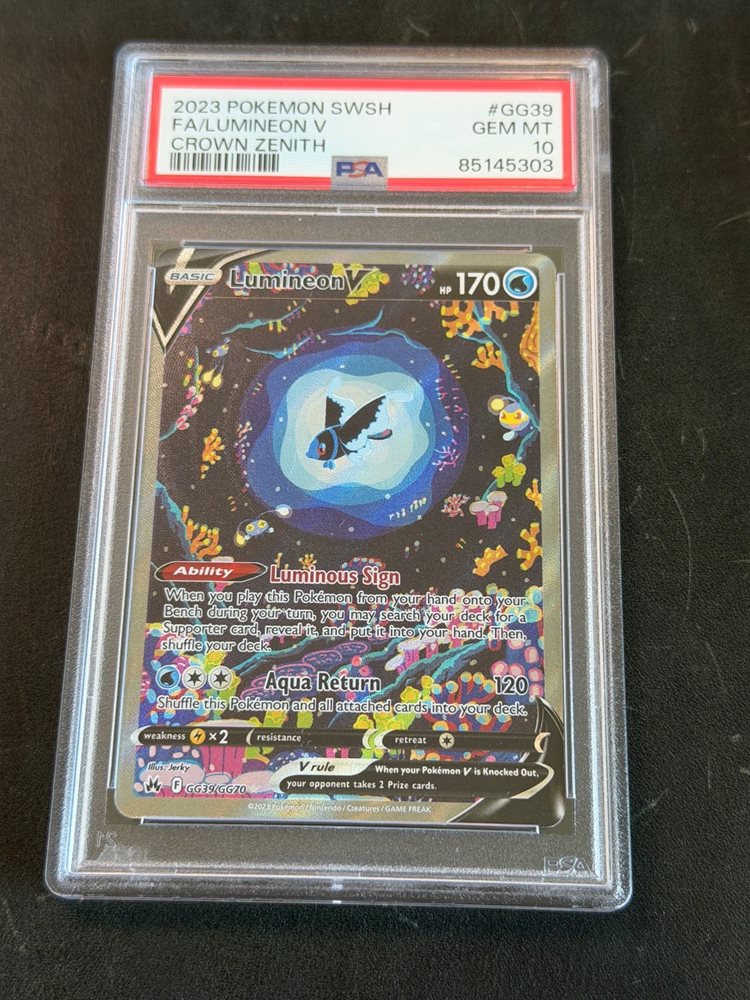 2023 POKEMON SWSH #GG39
FA/LUMINEON V GEM MT
CROWN ZENITH 10
PSA 85145303
BASIC Lumineon V HP 170
Ability Luminous Sign
When you play this Pokémon from your hand onto your
Bench during your turn, you may search your deck for a
Supporter card, reveal it, and put it into your hand. Then,
shuffle your deck.
Aqua Return 120
Shuffle this Pokémon and all attached cards into your deck.
weakness ×2 resistance retreat
Illus. Jerky
V rule When your Pokémon V is Knocked Out,
your opponent takes 2 Prize cards.
F GG39/GG70
©2023 Pokémon / Nintendo / Creatures / GAME FREAK
PSA